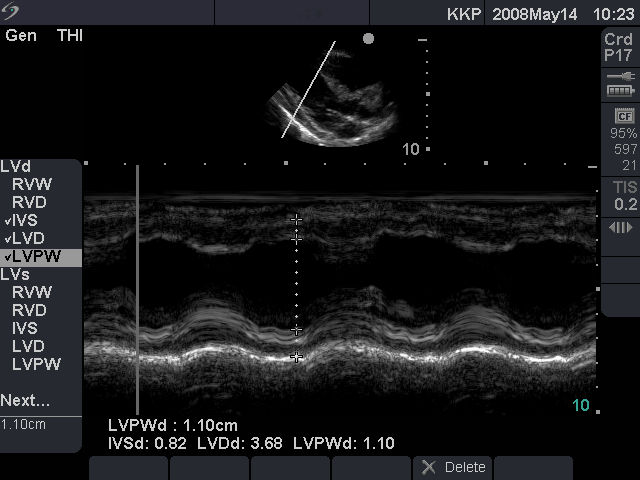 KKP 2008May14 10:23
Gen THI
Crd
P17
CF
95%
597
21
TIS
0.2
10
LVd
RVW
RVD
✓IVS
✓LVD
✓LVPW
LVs
RVW
RVD
IVS
LVD
LVPW
Next...
1.10cm
10
LVPWd : 1.10cm
IVSd: 0.82 LVDd: 3.68 LVPWd: 1.10
Delete